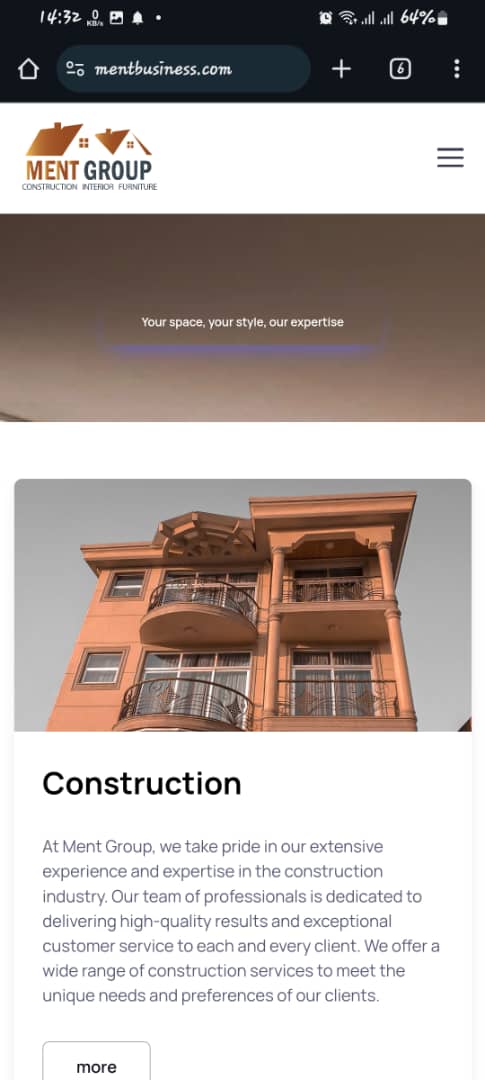 14:32 0 KB/s 64%
mentbusiness.com 6
MENT GROUP
CONSTRUCTION INTERIOR FURNITURE
Your space, your style, our expertise
Construction
At Ment Group, we take pride in our extensive
experience and expertise in the construction
industry. Our team of professionals is dedicated to
delivering high-quality results and exceptional
customer service to each and every client. We offer a
wide range of construction services to meet the
unique needs and preferences of our clients.
more